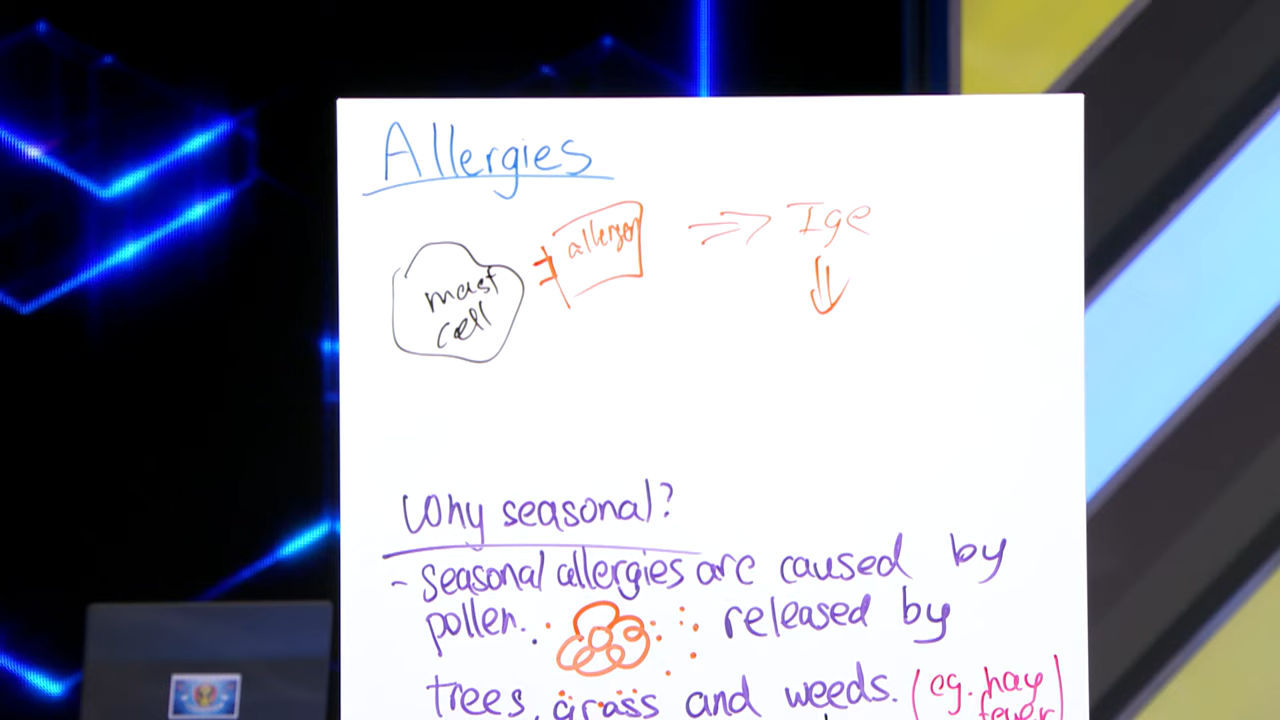 Allergies
allergen => Ige
mast
cell
Why seasonal?
- seasonal allergies are caused by
pollen. released by
trees, grass and weeds. (eg. hay
fever)